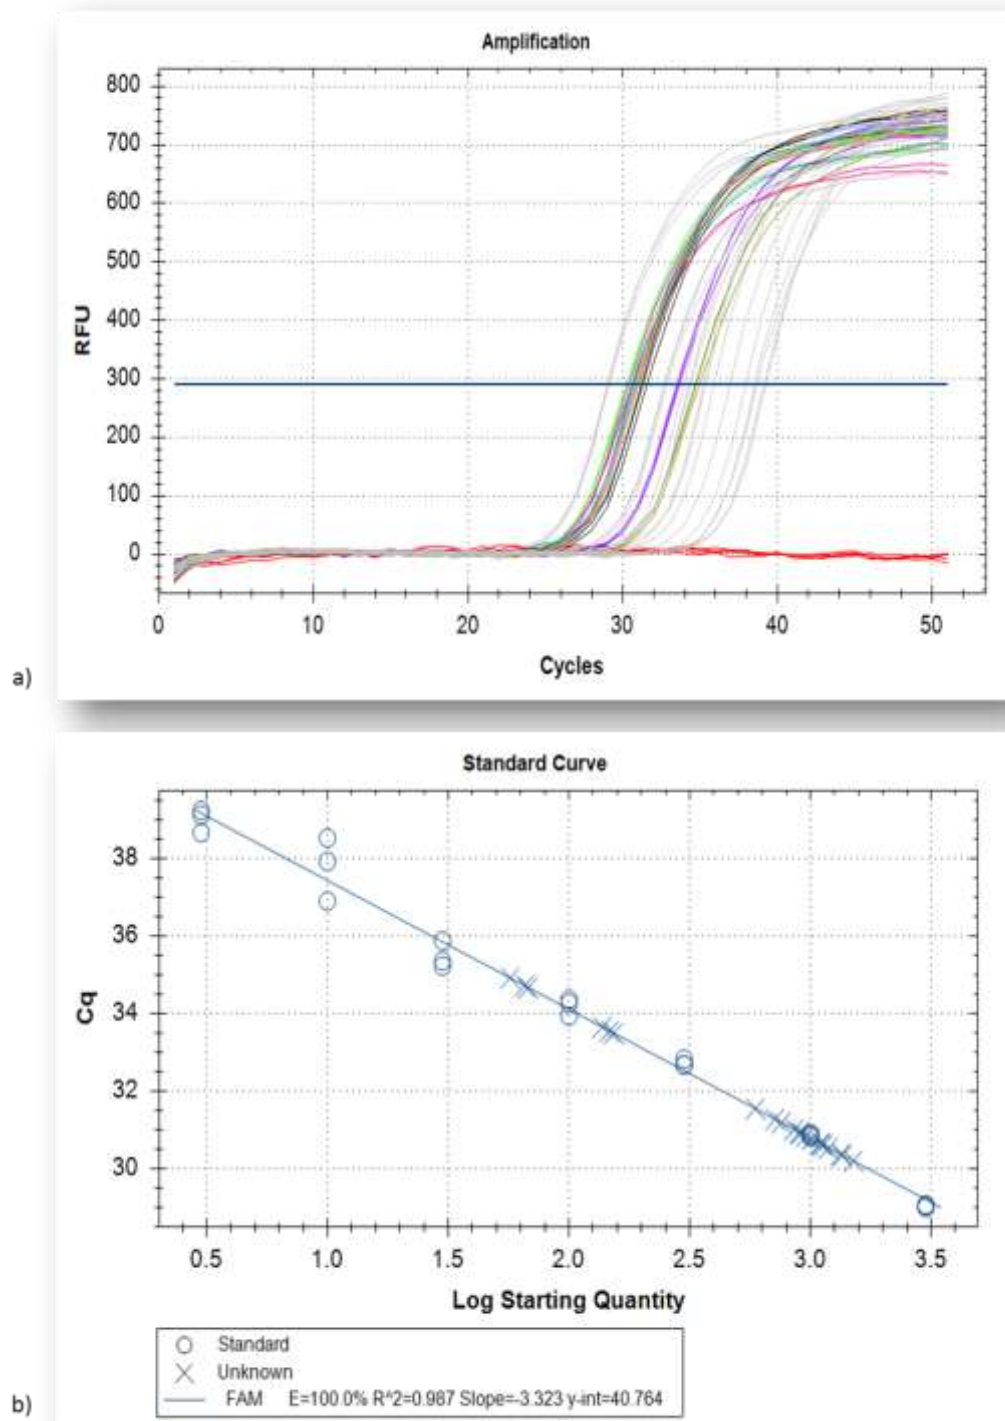 Amplification
800
700
600
500
400
300
200
100
0
RFU
0 10 20 30 40 50
Cycles
a)
Standard Curve
38
36
34
32
30
Cq
0.5 1.0 1.5 2.0 2.5 3.0 3.5
Log Starting Quantity
Standard
Unknown
FAM E=100.0% R^2=0.987 Slope=-3.323 y-int=40.764
b)